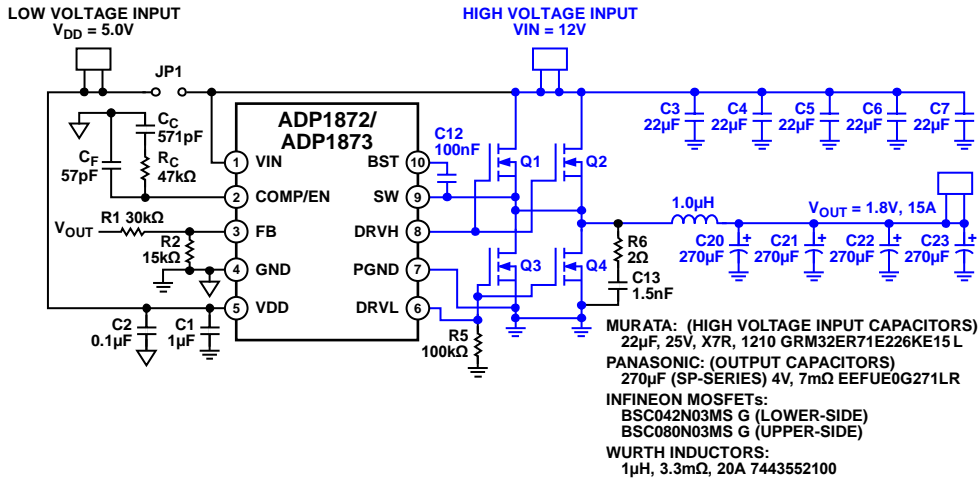 LOW VOLTAGE INPUT
VDD = 5.0V
HIGH VOLTAGE INPUT
VIN = 12V
JP1
CC
571pF
CF
57pF
RC
47kΩ
VOUT
R1 30kΩ
R2
15kΩ
C2
0.1µF
C1
1µF
ADP1872/
ADP1873
1 VIN
2 COMP/EN
3 FB
4 GND
5 VDD
BST 10
SW 9
DRVH 8
PGND 7
DRVL 6
C12
100nF
Q1
Q2
Q3
Q4
R5
100kΩ
C3
22µF
C4
22µF
C5
22µF
C6
22µF
C7
22µF
1.0µH
VOUT = 1.8V, 15A
R6
2Ω
C13
1.5nF
C20
270µF
+
C21
270µF
+
C22
270µF
+
C23
270µF
+
MURATA: (HIGH VOLTAGE INPUT CAPACITORS)
22µF, 25V, X7R, 1210 GRM32ER71E226KE15L
PANASONIC: (OUTPUT CAPACITORS)
270µF (SP-SERIES) 4V, 7mΩ EEFUE0G271LR
INFINEON MOSFETs:
BSC042N03MS G (LOWER-SIDE)
BSC080N03MS G (UPPER-SIDE)
WURTH INDUCTORS:
1µH, 3.3mΩ, 20A 7443552100